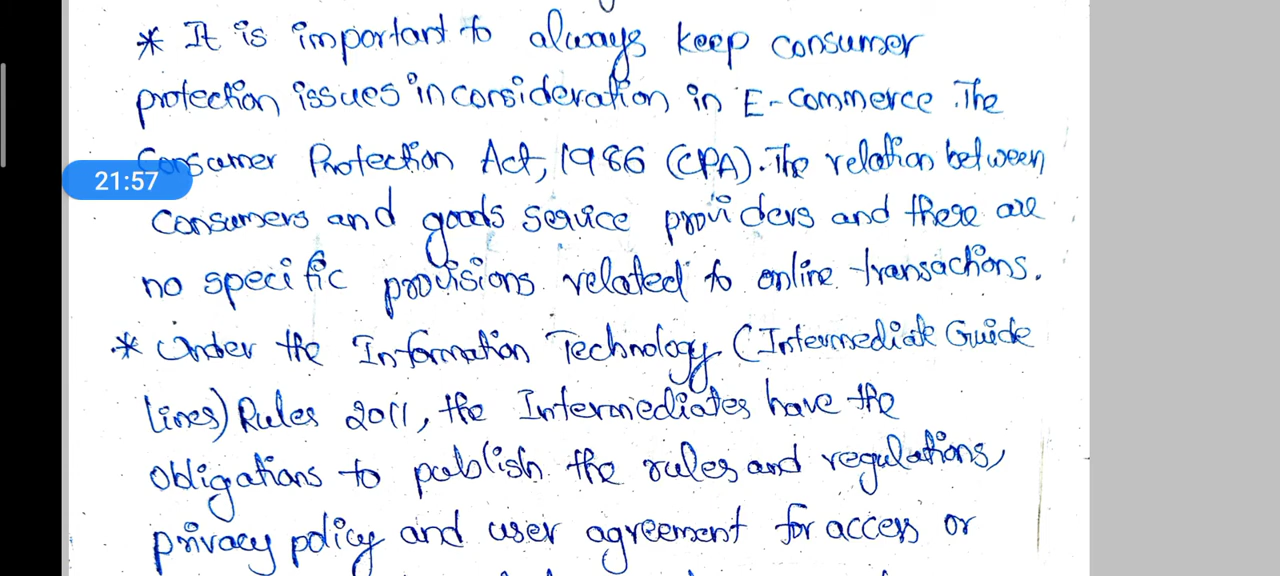 * It is important to always keep consumer
protection issues in consideration in E-commerce. The
Consumer Protection Act, 1986 (CPA). The relation between
21:57
consumers and goods service providers and there are
no specific provisions related to online transactions.
* Under the Information Technology (Intermediate Guide
lines) Rules 2011, the Intermediates have the
obligations to publish the rules and regulations,
privacy policy and user agreement for access or